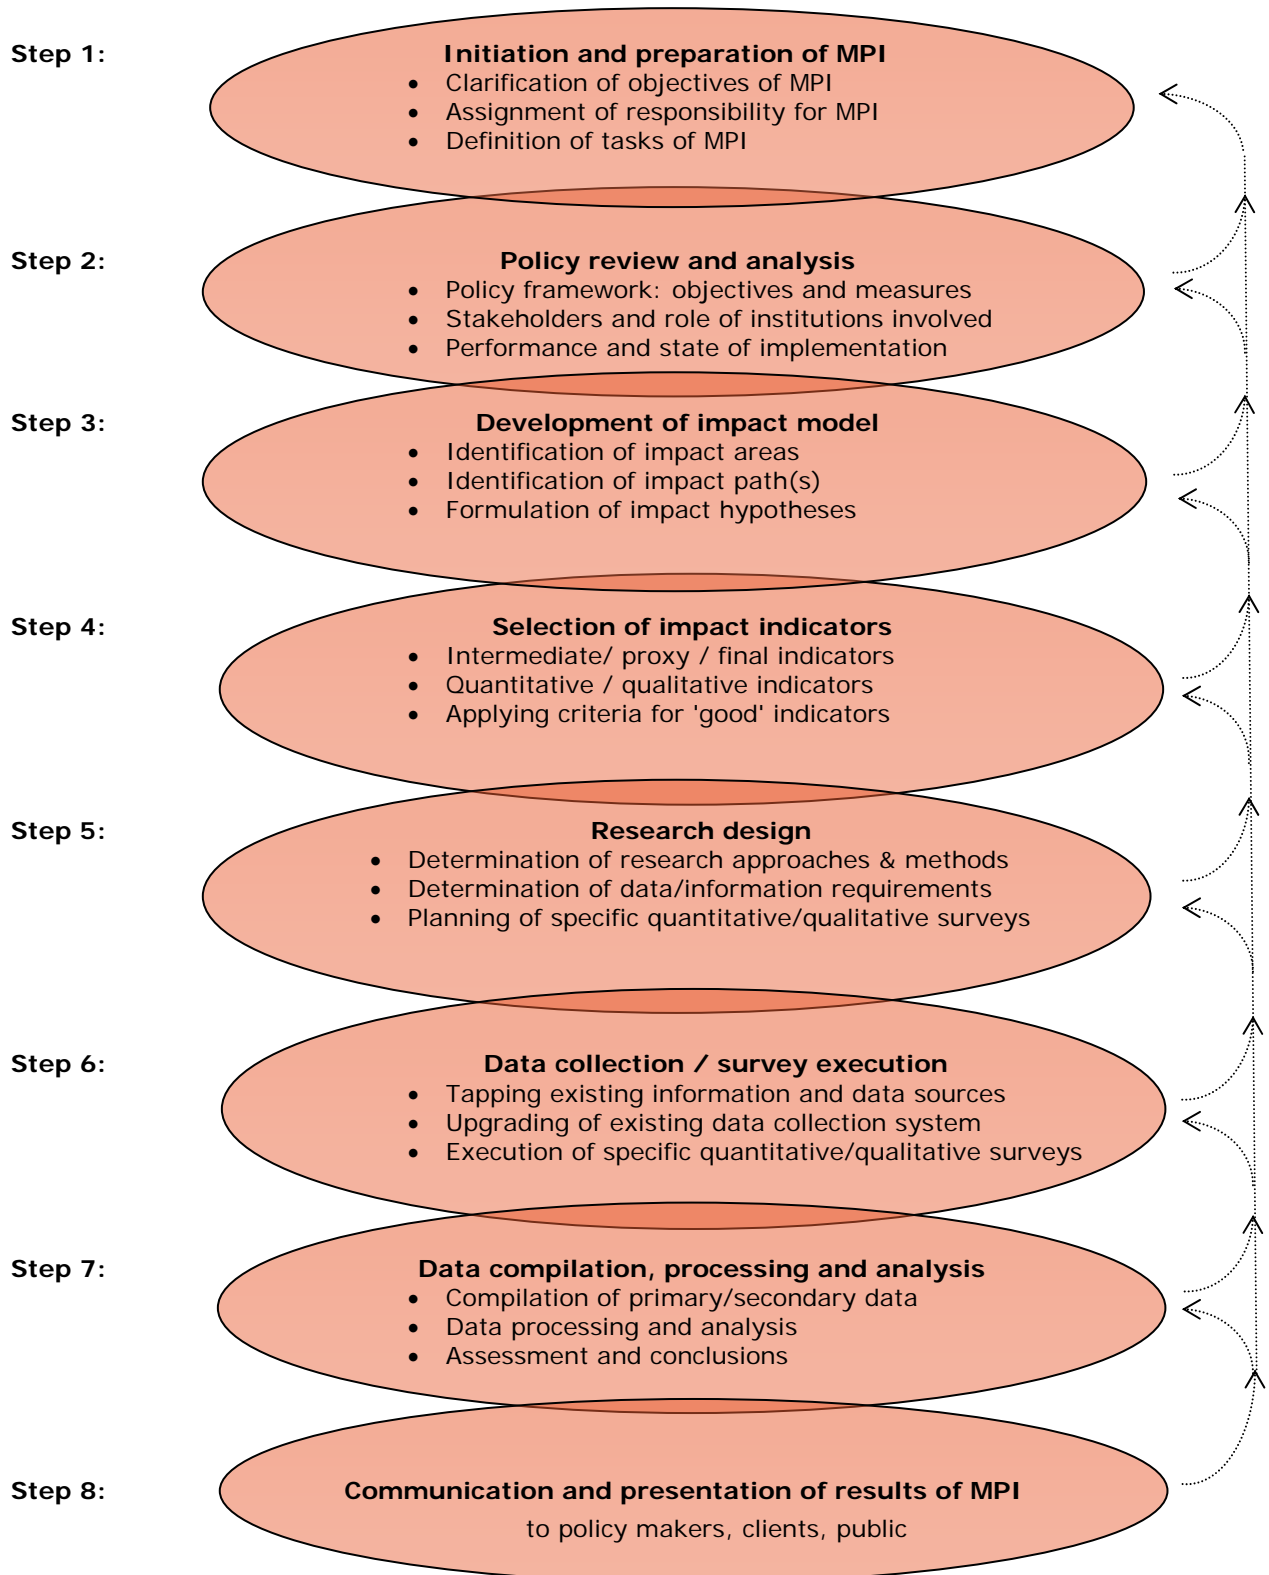 Step 1: Initiation and preparation of MPI
• Clarification of objectives of MPI
• Assignment of responsibility for MPI
• Definition of tasks of MPI
Step 2: Policy review and analysis
• Policy framework: objectives and measures
• Stakeholders and role of institutions involved
• Performance and state of implementation
Step 3: Development of impact model
• Identification of impact areas
• Identification of impact path(s)
• Formulation of impact hypotheses
Step 4: Selection of impact indicators
• Intermediate/ proxy / final indicators
• Quantitative / qualitative indicators
• Applying criteria for 'good' indicators
Step 5: Research design
• Determination of research approaches & methods
• Determination of data/information requirements
• Planning of specific quantitative/qualitative surveys
Step 6: Data collection / survey execution
• Tapping existing information and data sources
• Upgrading of existing data collection system
• Execution of specific quantitative/qualitative surveys
Step 7: Data compilation, processing and analysis
• Compilation of primary/secondary data
• Data processing and analysis
• Assessment and conclusions
Step 8: Communication and presentation of results of MPI
to policy makers, clients, public